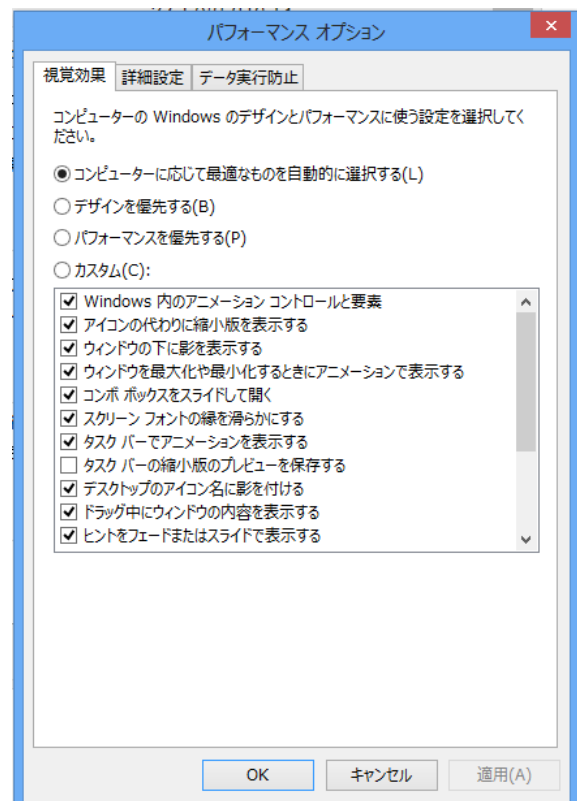 パフォーマンス オプション
視覚効果 詳細設定 データ実行防止
コンピューターの Windows のデザインとパフォーマンスに使う設定を選択してく
ださい。
コンピューターに応じて最適なものを自動的に選択する(L)
デザインを優先する(B)
パフォーマンスを優先する(P)
カスタム(C):
Windows 内のアニメーション コントロールと要素
アイコンの代わりに縮小版を表示する
ウィンドウの下に影を表示する
ウィンドウを最大化や最小化するときにアニメーションで表示する
コンボ ボックスをスライドして開く
スクリーン フォントの縁を滑らかにする
タスク バーでアニメーションを表示する
タスク バーの縮小版のプレビューを保存する
デスクトップのアイコン名に影を付ける
ドラッグ中にウィンドウの内容を表示する
ヒントをフェードまたはスライドで表示する
OK キャンセル 適用(A)